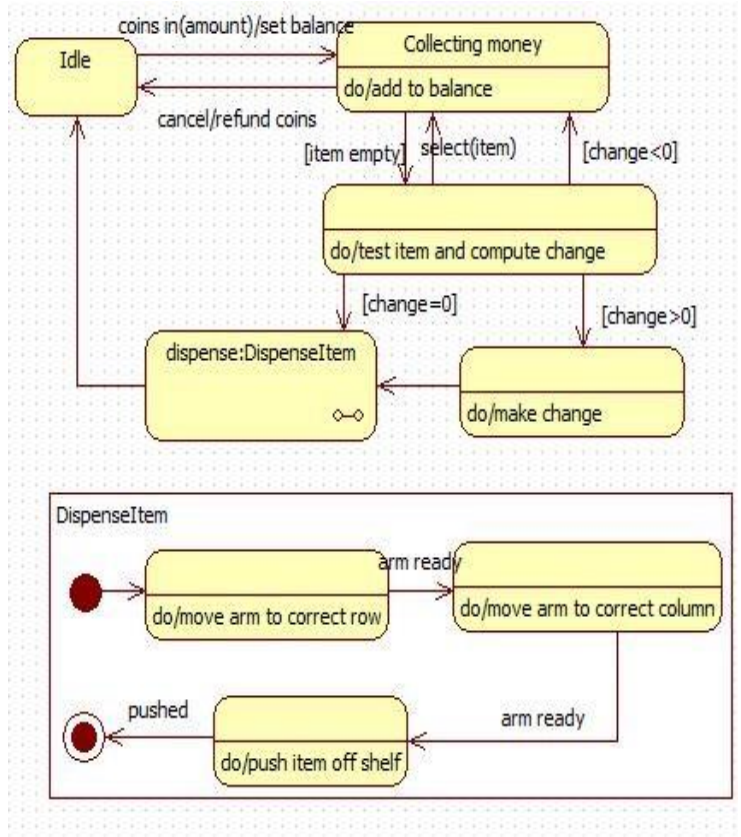 coins in(amount)/set balance
Idle
Collecting money
do/add to balance
cancel/refund coins
[item empty]
select(item)
[change<0]
do/test item and compute change
[change=0]
[change>0]
dispense:DispenseItem
do/make change
DispenseItem
arm ready
do/move arm to correct row
do/move arm to correct column
pushed
arm ready
do/push item off shelf